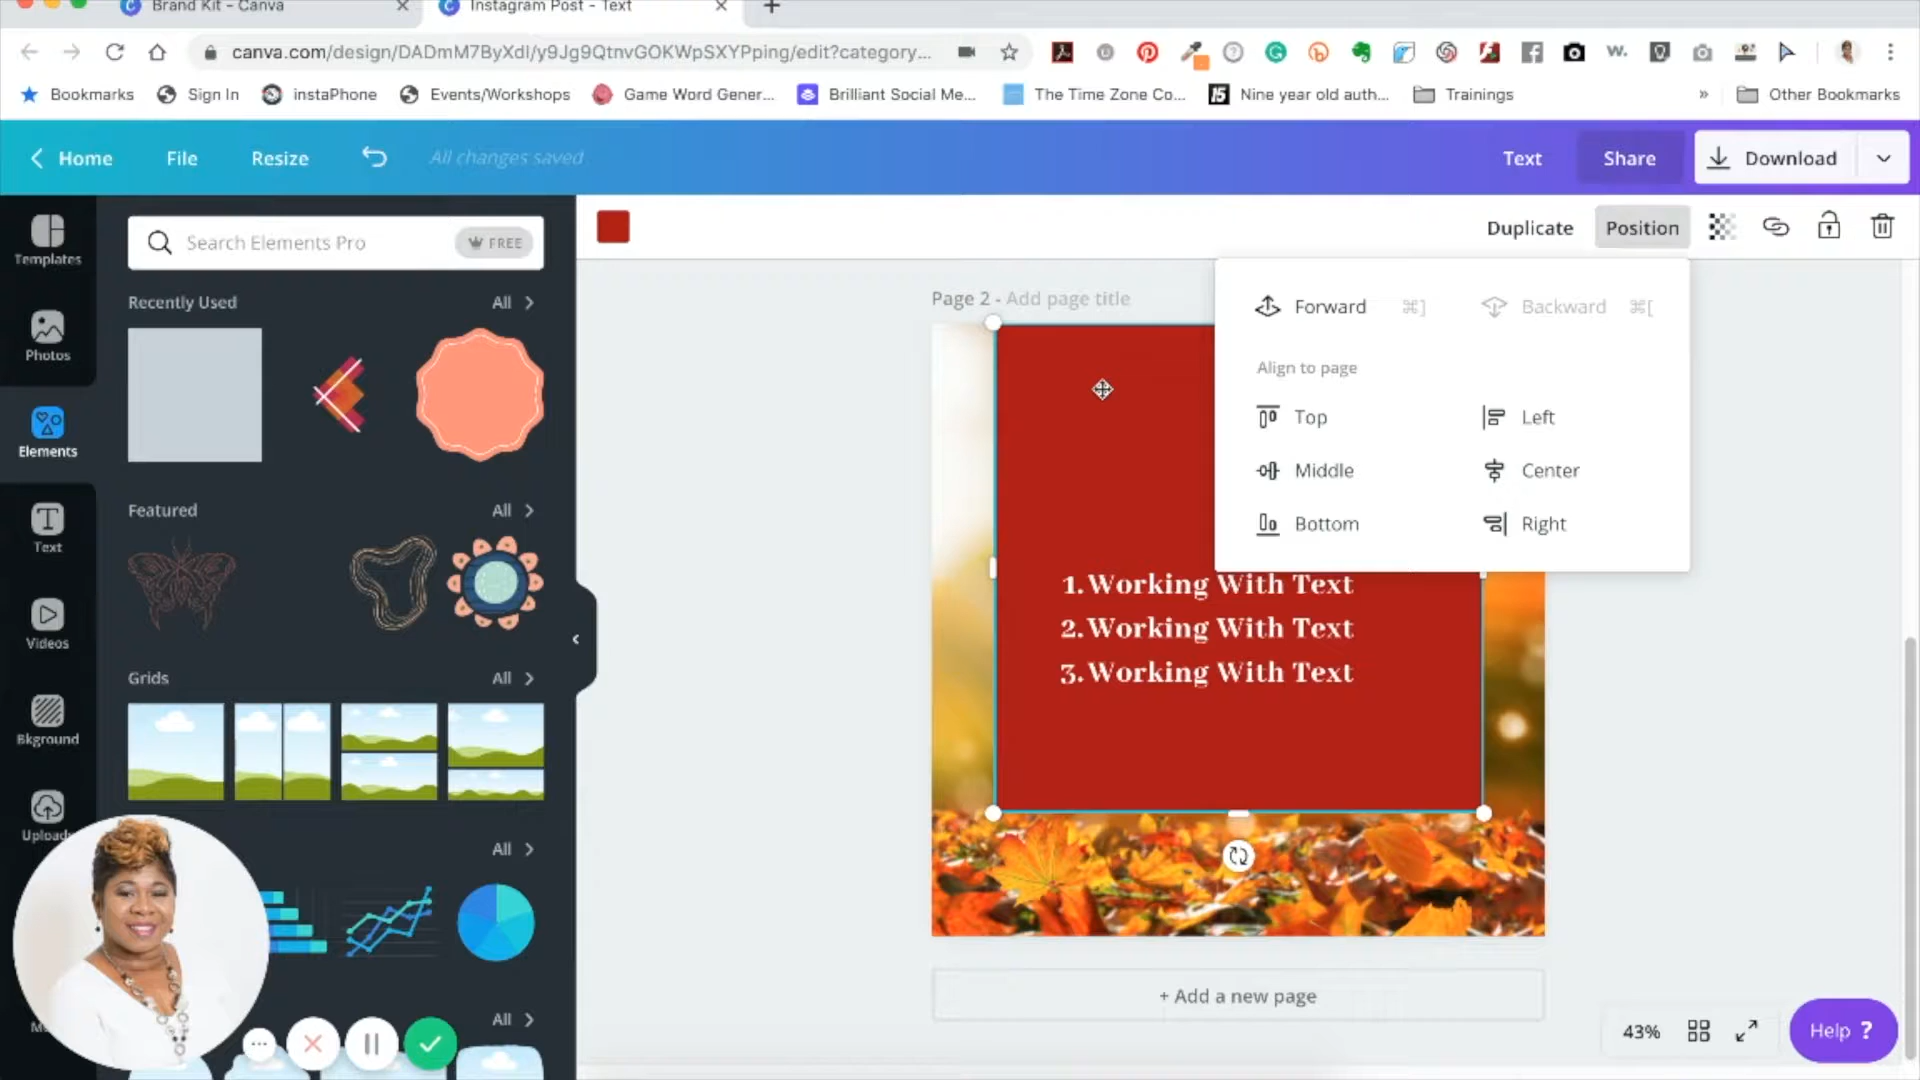 Brand Kit - Canva
Instagram Post - Text
canva.com/design/DADmM7ByXdI/y9Jg9QtnvGOKWpSXYPping/edit?category...
Bookmarks
Sign In
instaPhone
Events/Workshops
Game Word Gener...
Brilliant Social Me...
The Time Zone Co...
Nine year old auth...
Trainings
»
Other Bookmarks
Home
File
Resize
All changes saved
Text
Share
Download
Templates
Photos
Elements
Text
Videos
Bkground
Search Elements Pro
FREE
Recently Used
All
Featured
All
Grids
All
All
All
Duplicate
Position
Page 2 - Add page title
Forward ⌘]
Backward ⌘[
Align to page
Top
Left
Middle
Center
Bottom
Right
1. Working With Text
2. Working With Text
3. Working With Text
+ Add a new page
43%
Help ?